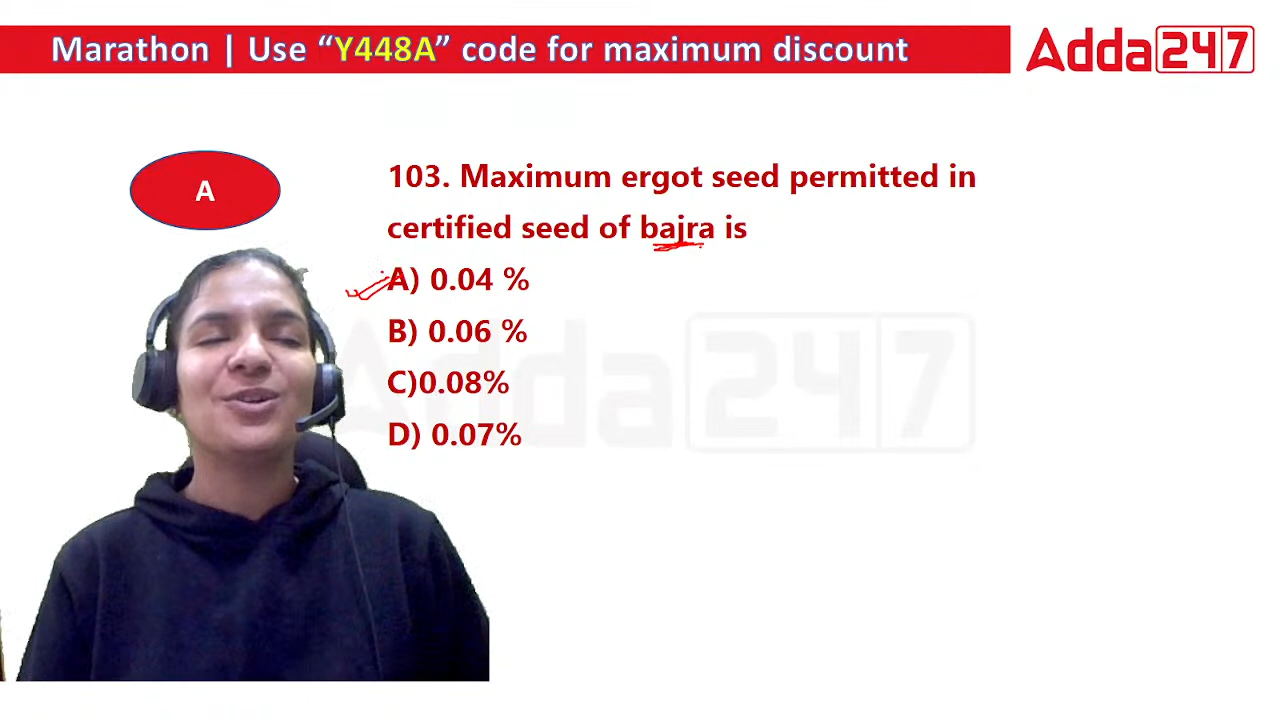 Marathon | Use “Y448A” code for maximum discount
Adda247
A
103. Maximum ergot seed permitted in
certified seed of bajra is
A) 0.04 %
B) 0.06 %
C)0.08%
D) 0.07%
Adda247